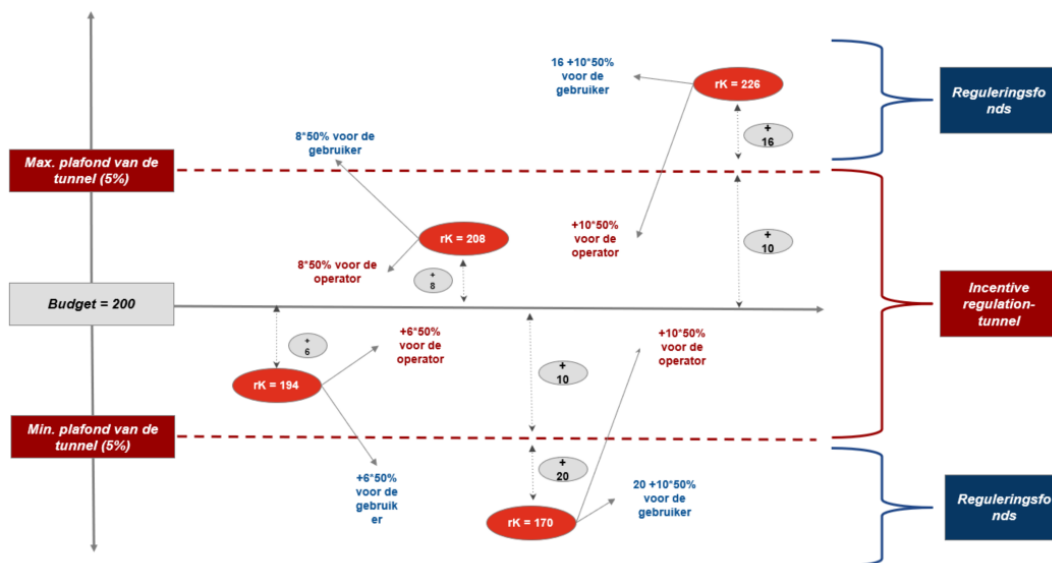 16 +10*50%
voor de
gebruiker
rK = 226
Reguleringsfo
nds
+
16
8*50% voor de
gebruiker
Max. plafond van de
tunnel (5%)
+10*50%
voor de
operator
rK = 208
+
10
8*50% voor de
operator
+
8
Budget = 200
Incentive
regulation-
tunnel
+
6
+6*50%
voor de
operator
+10*50%
voor de
operator
+
10
rK = 194
Min. plafond van de
tunnel (5%)
+
20
+6*50%
voor de
gebruik
er
20 +10*50%
voor de
gebruiker
rK = 170
Reguleringsfo
nds